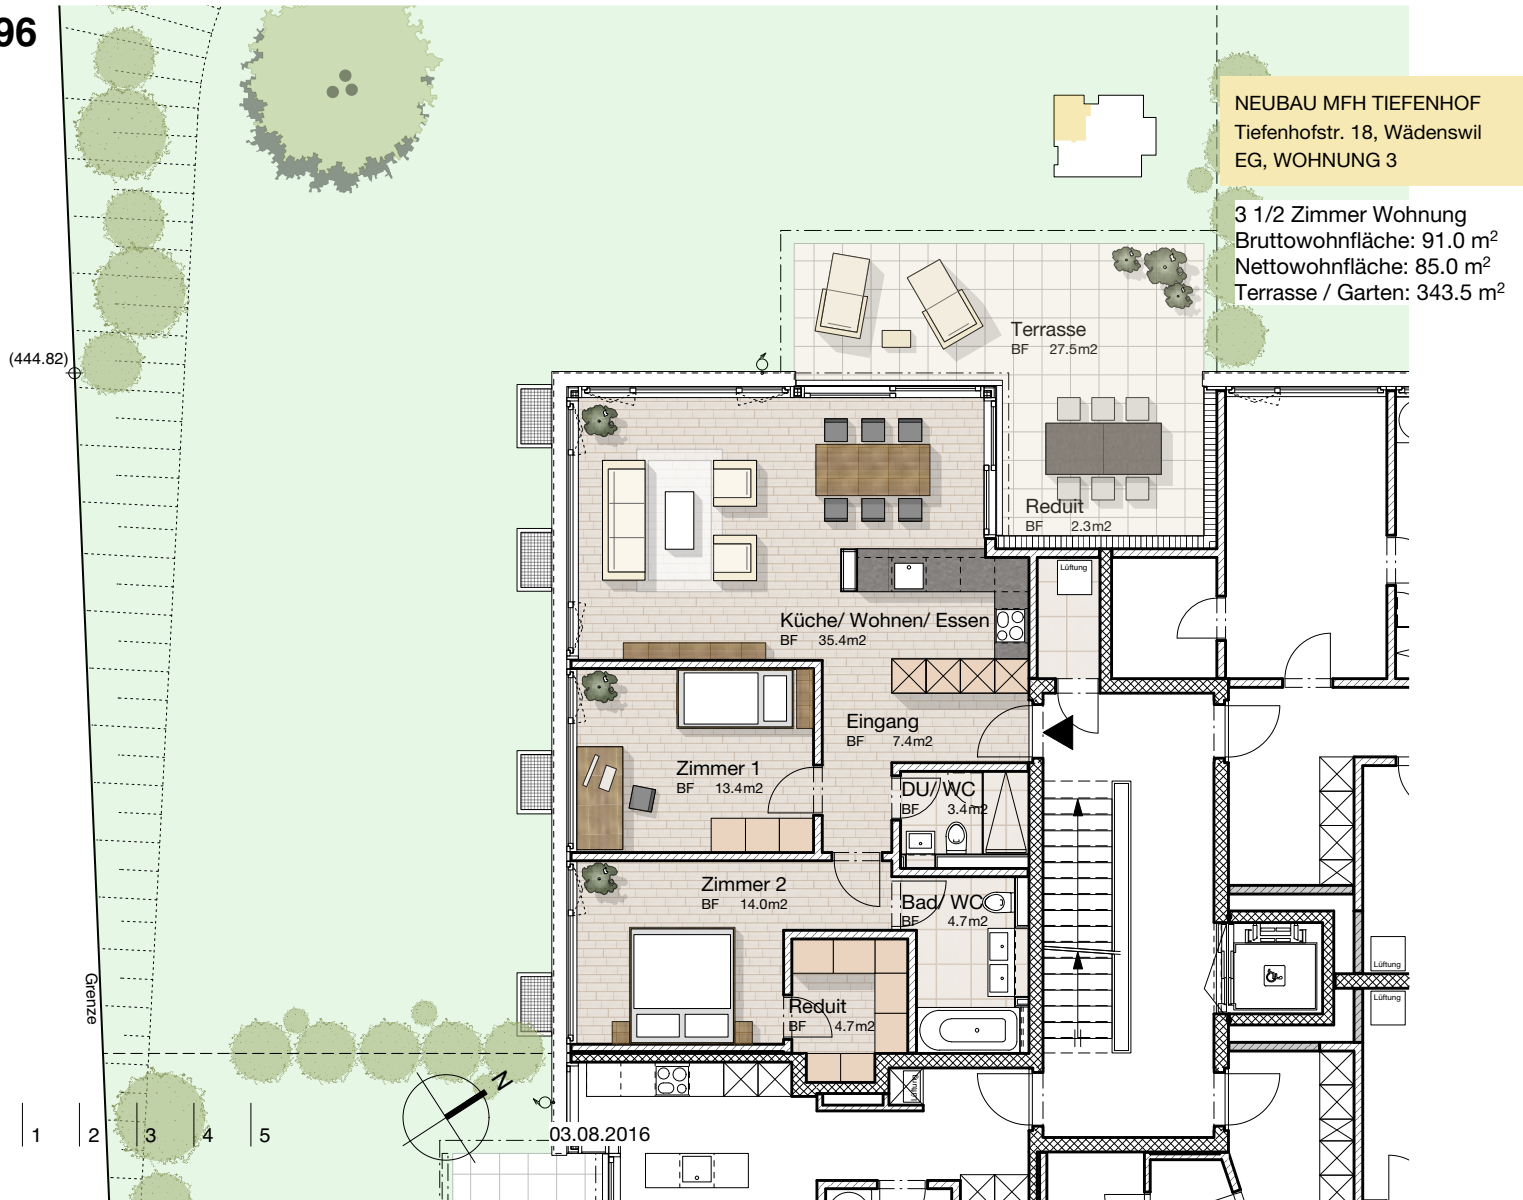 96
NEUBAU MFH TIEFENHOF
Tiefenhofstr. 18, Wädenswil
EG, WOHNUNG 3
3 1/2 Zimmer Wohnung
Bruttowohnfläche: 91.0 m²
Nettowohnfläche: 85.0 m²
Terrasse / Garten: 343.5 m²
Terrasse
BF 27.5m2
(444.82)
Reduit
BF 2.3m2
Lüftung
Küche/ Wohnen/ Essen
BF 35.4m2
Eingang
BF 7.4m2
Zimmer 1
BF 13.4m2
DU/ WC
BF 3.4m2
Zimmer 2
BF 14.0m2
Bad/ WC
BF 4.7m2
Lüftung
Lüftung
Grenze
Reduit
BF 4.7m2
Lüftung
N
1 2 3 4 5
03.08.2016